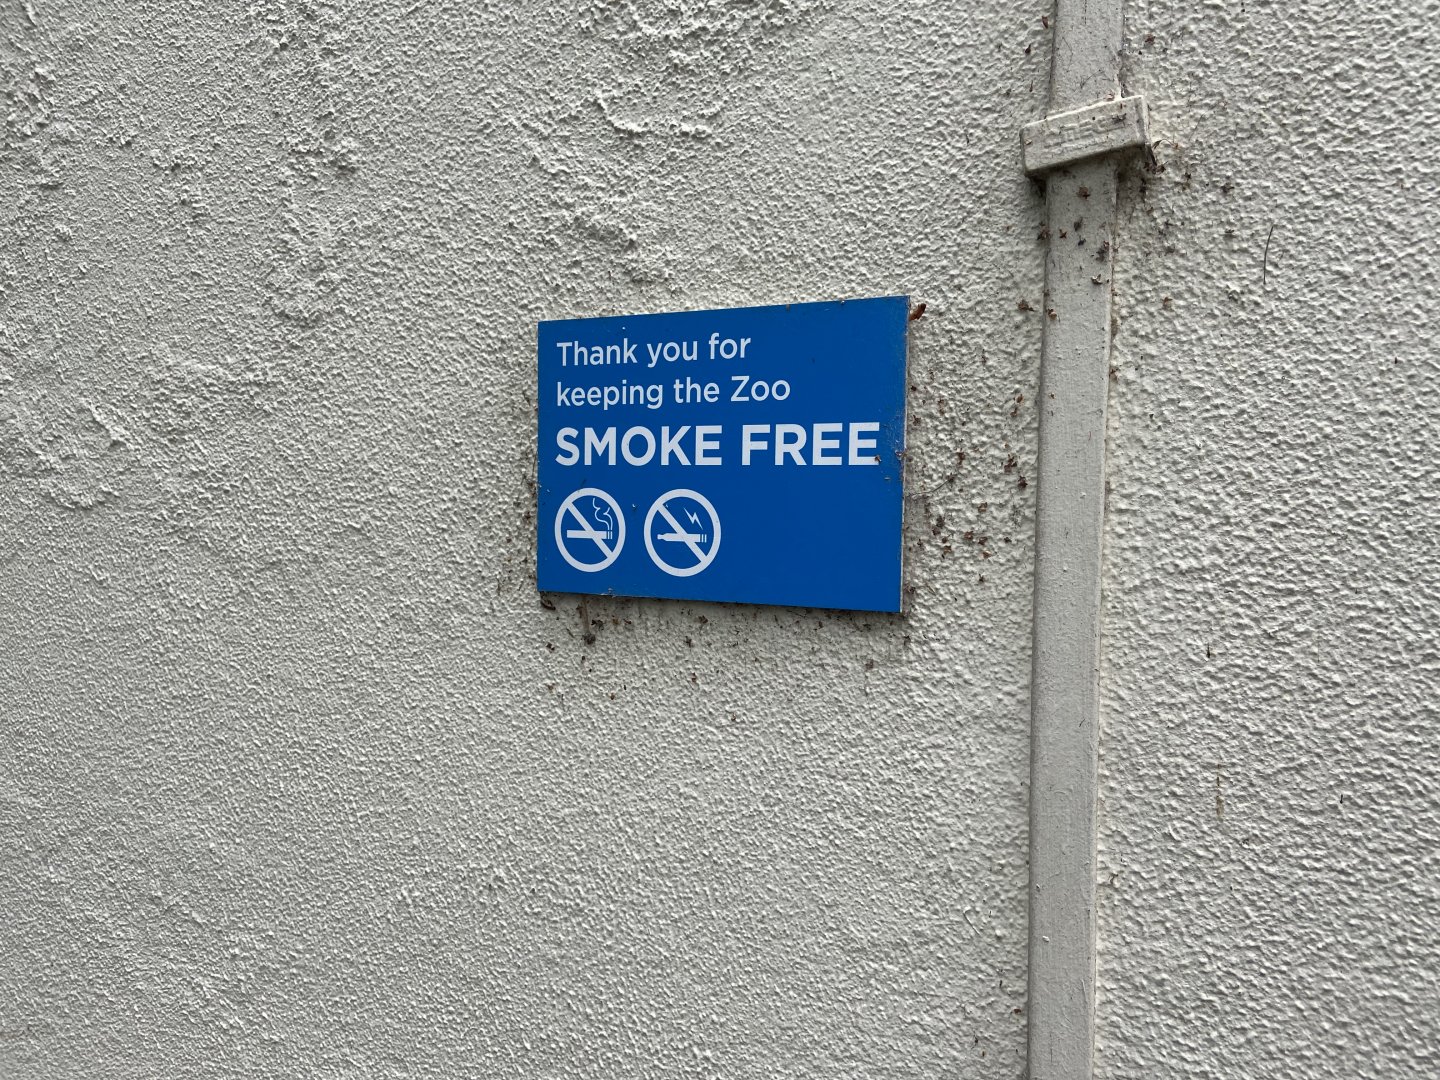 Thank you for
keeping the Zoo
SMOKE FREE